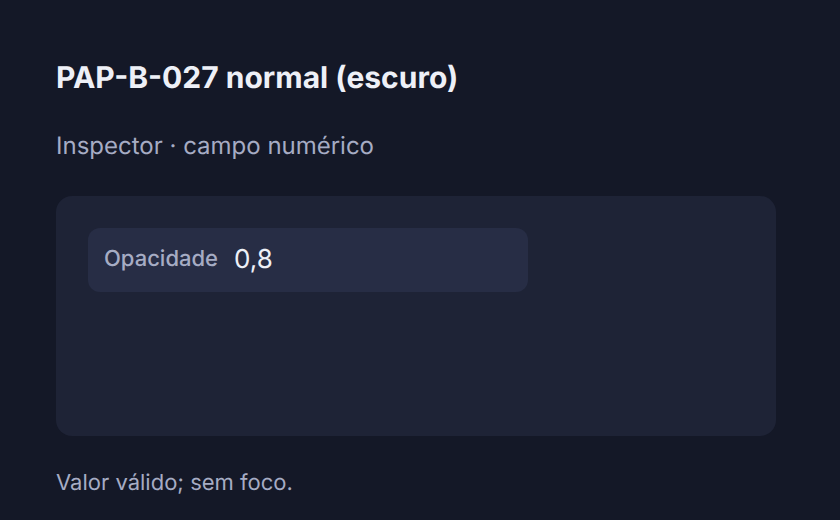 PAP-B-027 normal (escuro)
Inspector · campo numérico
Opacidade 0,8
Valor válido; sem foco.